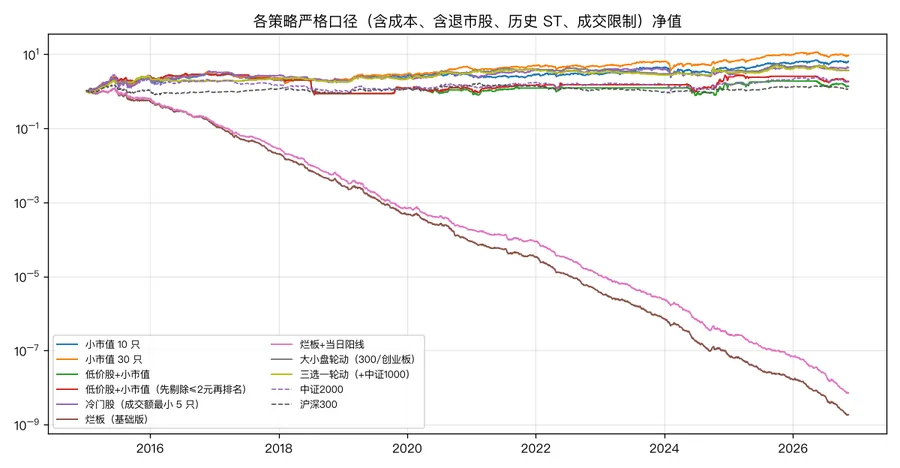 各策略严格口径（含成本、含退市股、历史 ST、成交限制）净值
10¹
10⁻¹
10⁻³
10⁻⁵
10⁻⁷
10⁻⁹
小市值 10 只
小市值 30 只
低价股+小市值
低价股+小市值（先剔除≤2元再排名）
冷门股（成交额最小 5 只）
烂板（基础版）
烂板+当日阳线
大小盘轮动（300/创业板）
三选一轮动（+中证1000）
中证2000
沪深300
2016
2018
2020
2022
2024
2026